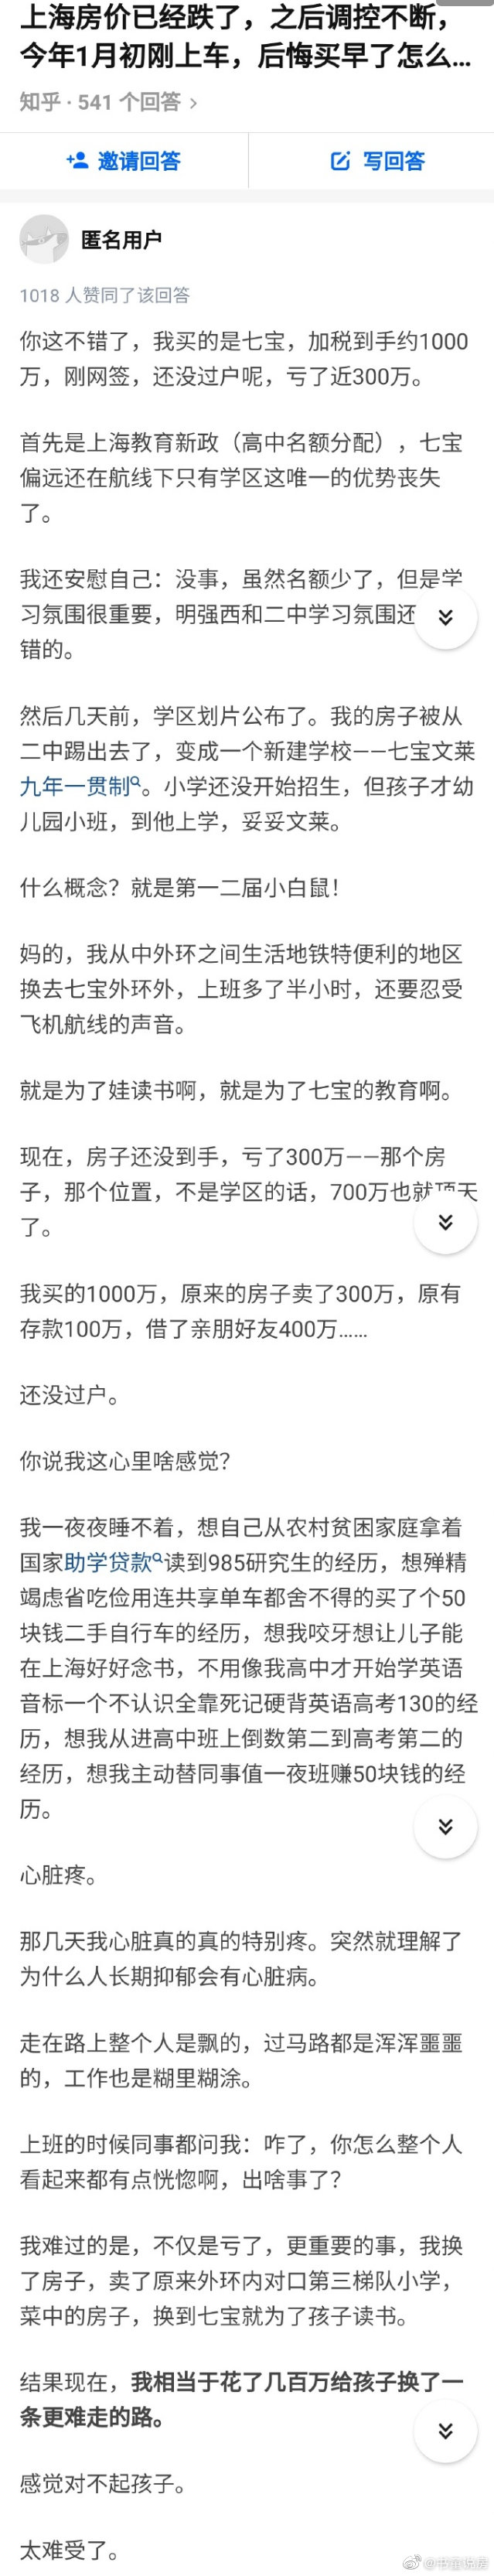 上海房价已经跌了，之后调控不断，
今年1月初刚上车，后悔买早了怎么...
知乎 · 541 个回答 >
邀请回答
写回答
匿名用户
1018 人赞同了该回答
你这不错了，我买的是七宝，加税到手约1000
万，刚网签，还没过户呢，亏了近300万。
首先是上海教育新政（高中名额分配），七宝
偏远还在航线下只有学区这唯一的优势丧失
了。
我还安慰自己：没事，虽然名额少了，但是学
习氛围很重要，明强西和二中学习氛围还
错的。
然后几天前，学区划片公布了。我的房子被从
二中踢出去了，变成一个新建学校——七宝文莱
九年一贯制。小学还没开始招生，但孩子才幼
儿园小班，到他上学，妥妥文莱。
什么概念？就是第一二届小白鼠！
妈的，我从中外环之间生活地铁特便利的地区
换去七宝外环外，上班多了半小时，还要忍受
飞机航线的声音。
就是为了娃读书啊，就是为了七宝的教育啊。
现在，房子还没到手，亏了300万——那个房
子，那个位置，不是学区的话，700万也就顶天
了。
我买的1000万，原来的房子卖了300万，原有
存款100万，借了亲朋好友400万……
还没过户。
你说我这心里啥感觉？
我一夜夜睡不着，想自己从农村贫困家庭拿着
国家助学贷款读到985研究生的经历，想殚精
竭虑省吃俭用连共享单车都舍不得的买了个50
块钱二手自行车的经历，想我咬牙想让儿子能
在上海好好念书，不用像我高中才开始学英语
音标一个不认识全靠死记硬背英语高考130的经
历，想我从进高中班上倒数第二到高考第二的
经历，想我主动替同事值一夜班赚50块钱的经
历。
心脏疼。
那几天我心脏真的真的特别疼。突然就理解了
为什么人长期抑郁会有心脏病。
走在路上整个人是飘的，过马路都是浑浑噩噩
的，工作也是糊里糊涂。
上班的时候同事都问我：咋了，你怎么整个人
看起来都有点恍惚啊，出啥事了？
我难过的是，不仅是亏了，更重要的事，我换
了房子，卖了原来外环内对口第三梯队小学，
菜中的房子，换到七宝就为了孩子读书。
结果现在，我相当于花了几百万给孩子换了一
条更难走的路。
感觉对不起孩子。
太难受了。